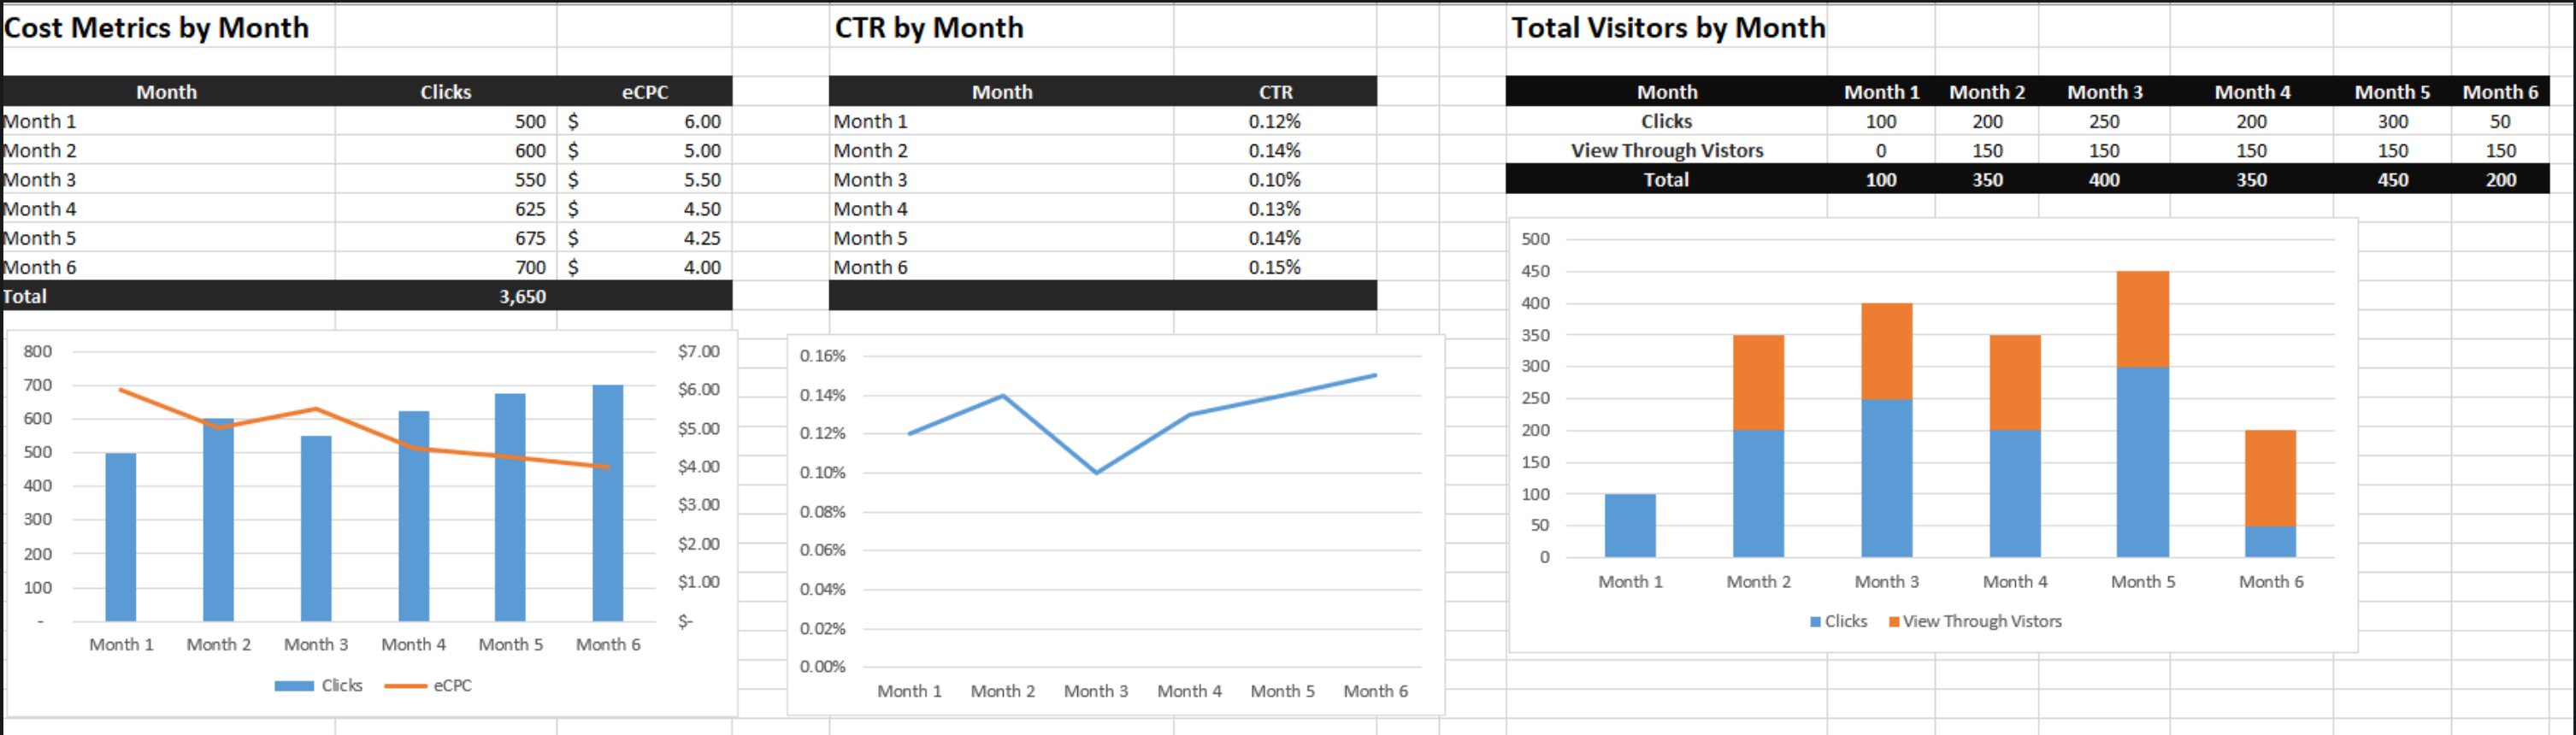 Cost Metrics by Month
Month Clicks eCPC
Month 1 500 $ 6.00
Month 2 600 $ 5.00
Month 3 550 $ 5.50
Month 4 625 $ 4.50
Month 5 675 $ 4.25
Month 6 700 $ 4.00
Total 3,650
800 $7.00
700 $6.00
600 $5.00
500 $4.00
400 $3.00
300 $2.00
200 $1.00
100 $-
-
Month 1 Month 2 Month 3 Month 4 Month 5 Month 6
Clicks eCPC
CTR by Month
Month CTR
Month 1 0.12%
Month 2 0.14%
Month 3 0.10%
Month 4 0.13%
Month 5 0.14%
Month 6 0.15%
0.16%
0.14%
0.12%
0.10%
0.08%
0.06%
0.04%
0.02%
0.00%
Month 1 Month 2 Month 3 Month 4 Month 5 Month 6
Total Visitors by Month
Month Month 1 Month 2 Month 3 Month 4 Month 5 Month 6
Clicks 100 200 250 200 300 50
View Through Vistors 0 150 150 150 150 150
Total 100 350 400 350 450 200
500
450
400
350
300
250
200
150
100
50
0
Month 1 Month 2 Month 3 Month 4 Month 5 Month 6
Clicks View Through Vistors